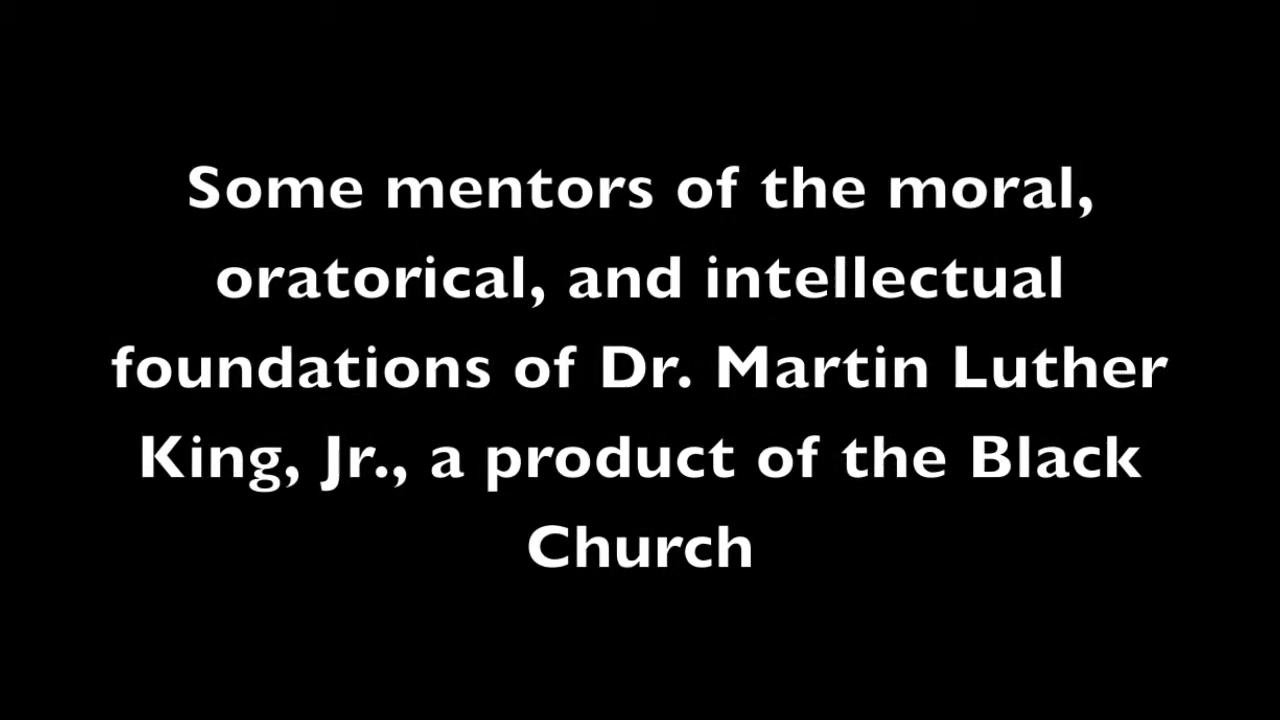 Some mentors of the moral,
oratorical, and intellectual
foundations of Dr. Martin Luther
King, Jr., a product of the Black
Church